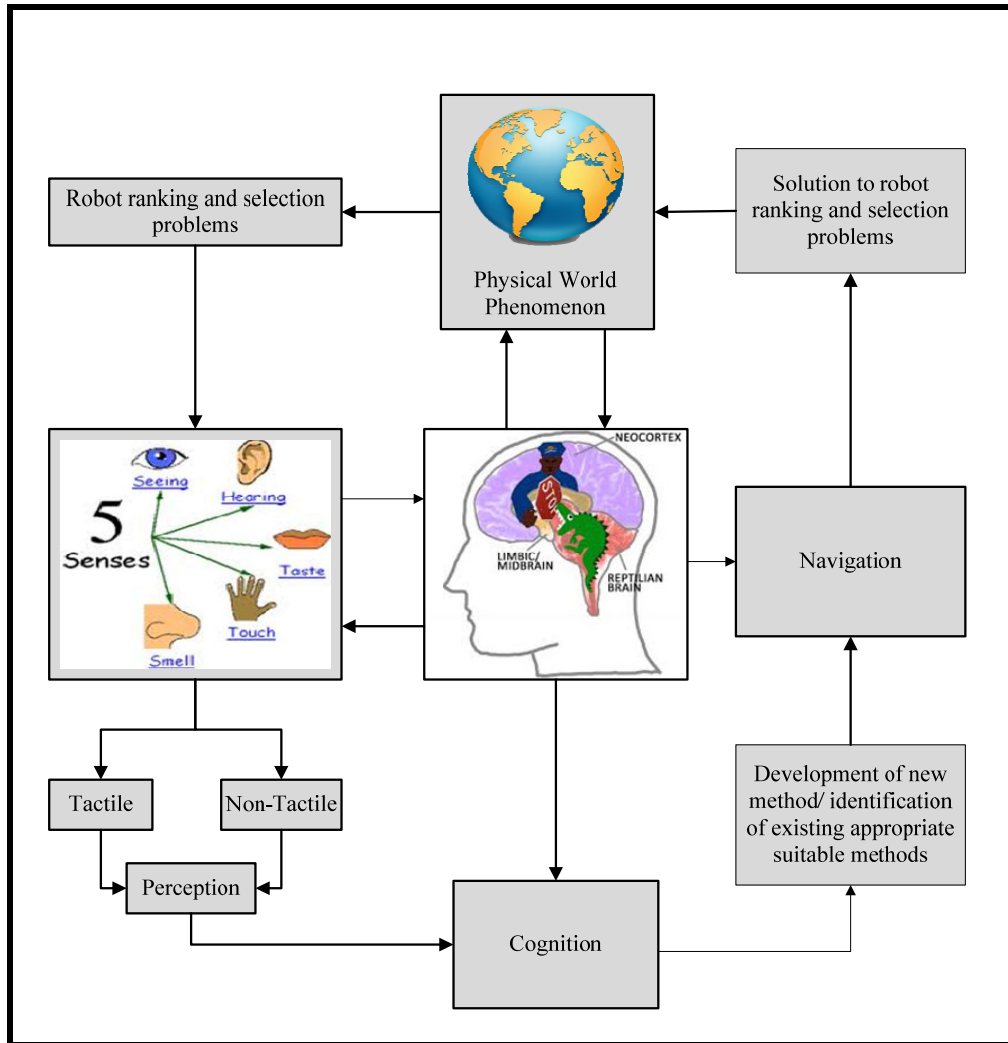 Robot ranking and selection
problems
Physical World
Phenomenon
Solution to robot
ranking and selection
problems
5
Senses
Seeing
Hearing
Taste
Touch
Smell
NEOCORTEX
STOP
LIMBIC/
MIDBRAIN
REPTILIAN
BRAIN
Navigation
Tactile
Non-Tactile
Perception
Cognition
Development of new
method/ identification
of existing appropriate
suitable methods